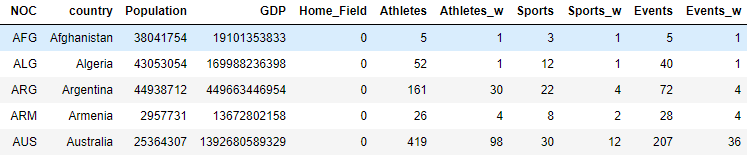 NOC country Population GDP Home_Field Athletes Athletes_w Sports Sports_w Events Events_w
AFG Afghanistan 38041754 19101353833 0 5 1 3 1 5 1
ALG Algeria 43053054 169988236398 0 52 1 12 1 40 1
ARG Argentina 44938712 449663446954 0 161 30 22 4 72 4
ARM Armenia 2957731 13672802158 0 26 4 8 2 28 4
AUS Australia 25364307 1392680589329 0 419 98 30 12 207 36